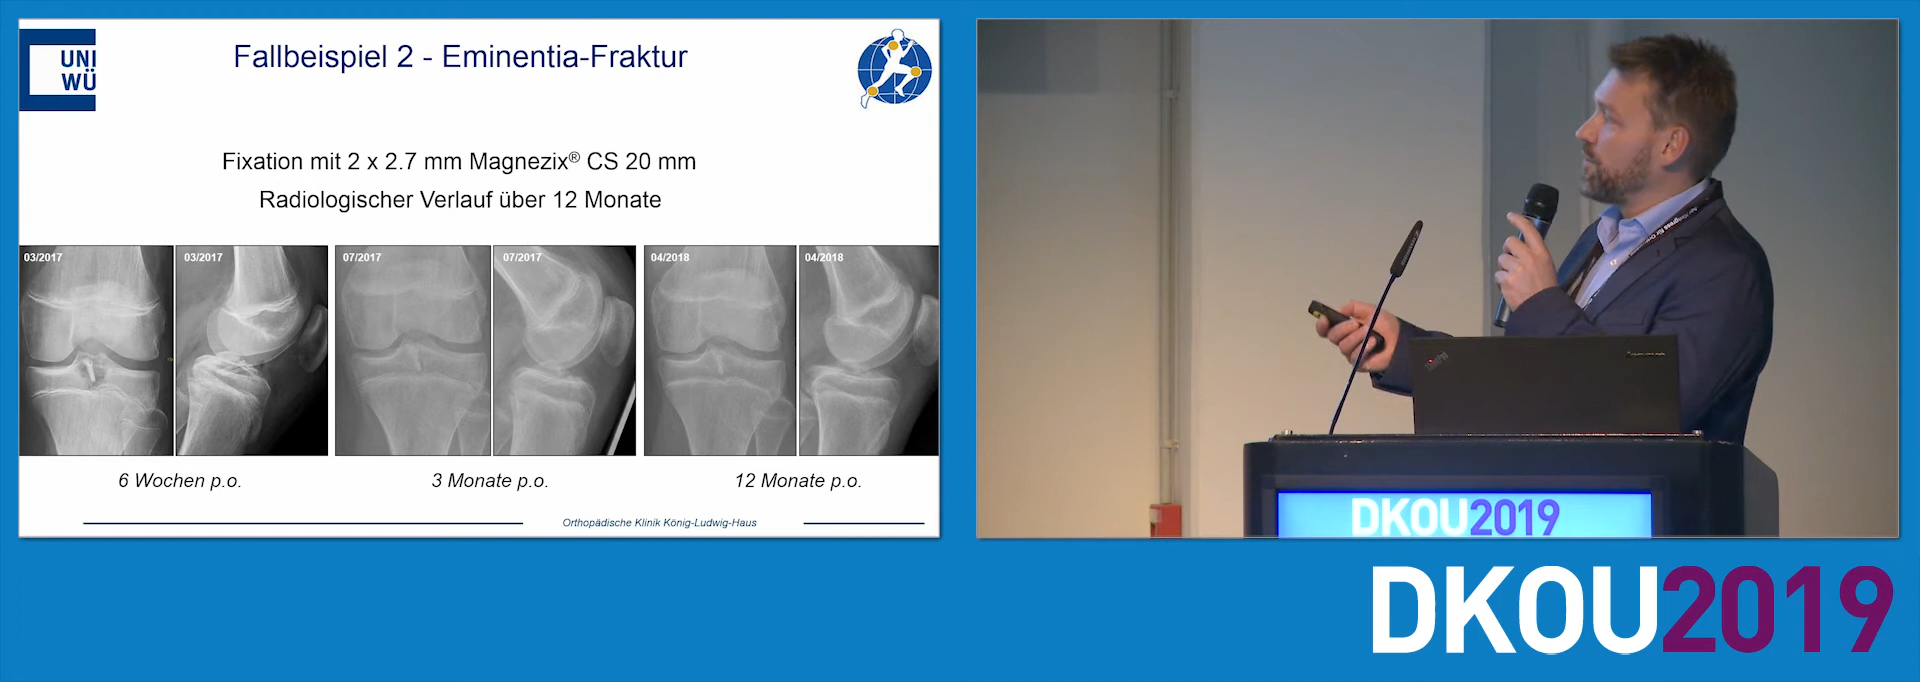 UNI
WÜ
Fallbeispiel 2 - Eminentia-Fraktur
Fixation mit 2 x 2.7 mm Magnezix® CS 20 mm
Radiologischer Verlauf über 12 Monate
03/2017
03/2017
07/2017
07/2017
04/2018
04/2018
6 Wochen p.o.
3 Monate p.o.
12 Monate p.o.
Orthopädische Klinik König-Ludwig-Haus
ThinkPad
DKOU2019
DKOU2019